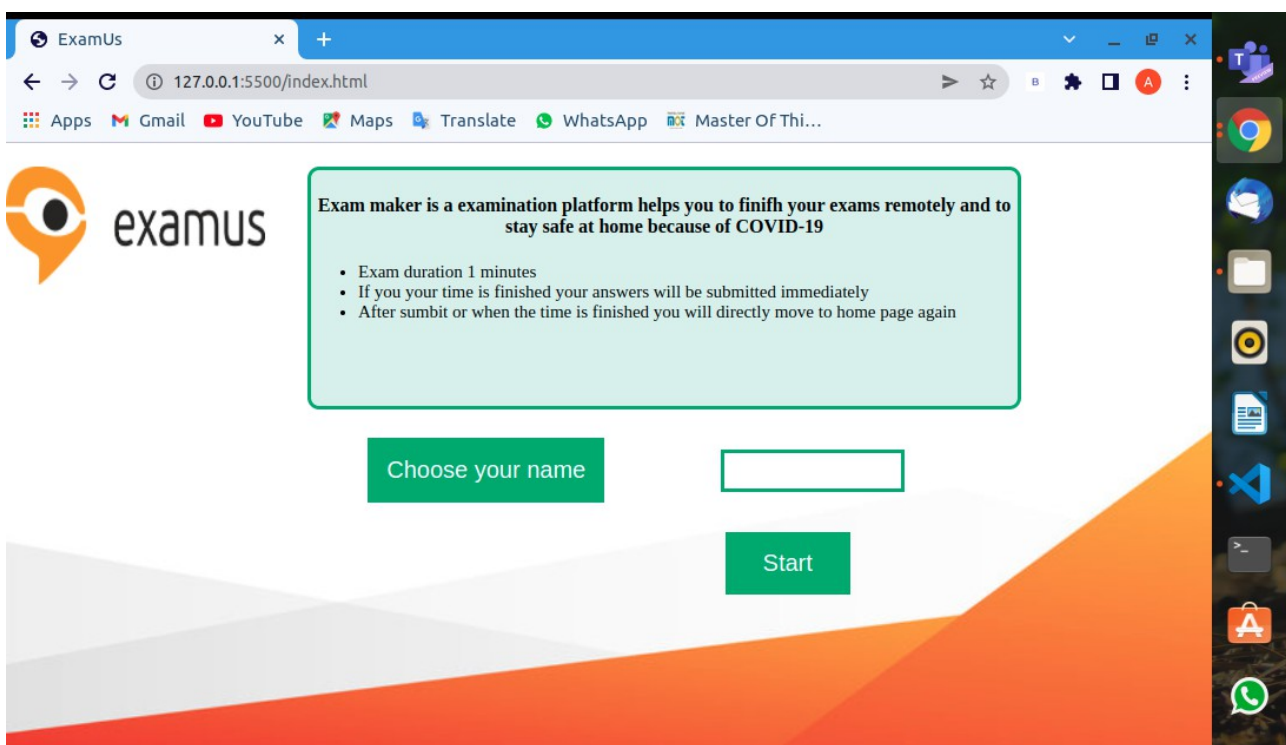 ExamUs
127.0.0.1:5500/index.html
B
A
Apps
Gmail
YouTube
Maps
Translate
WhatsApp
Master Of Thi...
examus
Exam maker is a examination platform helps you to finifh your exams remotely and to
stay safe at home because of COVID-19
• Exam duration 1 minutes
• If you your time is finished your answers will be submitted immediately
• After sumbit or when the time is finished you will directly move to home page again
Choose your name
Start